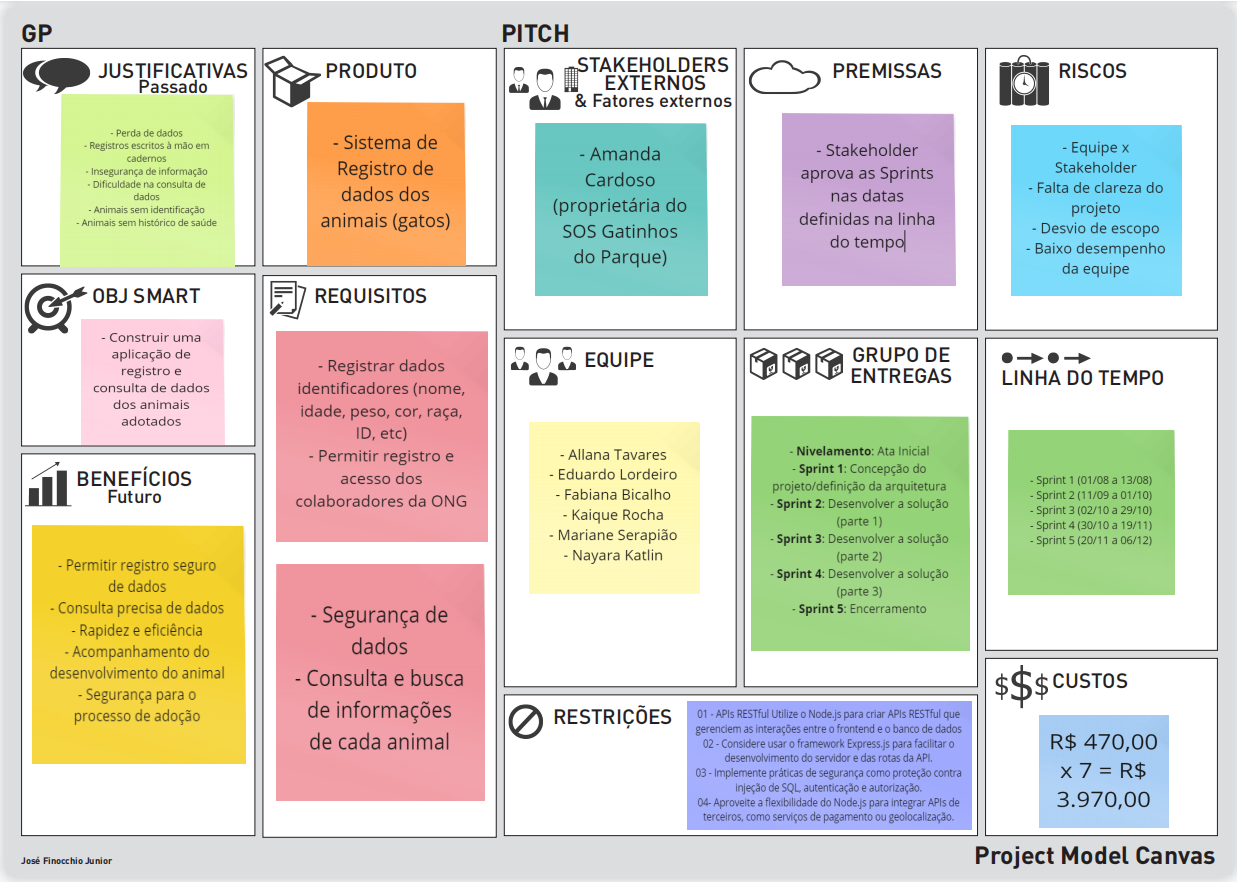 GP
JUSTIFICATIVAS
Passado
- Perda de dados
- Registros escritos à mão em
cadernos
- Insegurança de informação
- Dificuldade na consulta de
dados
- Animais sem identificação
- Animais sem histórico de saúde
OBJ SMART
- Construir uma
aplicação de
registro e
consulta de dados
dos animais
adotados
BENEFÍCIOS
Futuro
- Permitir registro seguro
de dados
- Consulta precisa de dados
- Rapidez e eficiência
- Acompanhamento do
desenvolvimento do animal
- Segurança para o
processo de adoção
PRODUTO
- Sistema de
Registro de
dados dos
animais (gatos)
REQUISITOS
- Registrar dados
identificadores (nome,
idade, peso, cor, raça,
ID, etc)
- Permitir registro e
acesso dos
colaboradores da ONG
- Segurança de
dados
- Consulta e busca
de informações
de cada animal
PITCH
STAKEHOLDERS
EXTERNOS
& Fatores externos
- Amanda
Cardoso
(proprietária do
SOS Gatinhos
do Parque)
PREMISSAS
- Stakeholder
aprova as Sprints
nas datas
definidas na linha
do tempo
RISCOS
- Equipe x
Stakeholder
- Falta de clareza do
projeto
- Desvio de escopo
- Baixo desempenho
da equipe
EQUIPE
- Allana Tavares
- Eduardo Lordeiro
- Fabiana Bicalho
- Kaique Rocha
- Mariane Serapião
- Nayara Katlin
GRUPO DE
ENTREGAS
- Nivelamento: Ata Inicial
- Sprint 1: Concepção do
projeto/definição da arquitetura
- Sprint 2: Desenvolver a solução
(parte 1)
- Sprint 3: Desenvolver a solução
(parte 2)
- Sprint 4: Desenvolver a solução
(parte 3)
- Sprint 5: Encerramento
LINHA DO TEMPO
- Sprint 1 (01/08 a 13/08)
- Sprint 2 (11/09 a 01/10)
- Sprint 3 (02/10 a 29/10)
- Sprint 4 (30/10 a 19/11)
- Sprint 5 (20/11 a 06/12)
RESTRIÇÕES
01 - APIs RESTful Utilize o Node.js para criar APIs RESTful que
gerenciem as interações entre o frontend e o banco de dados
02 - Considere usar o framework Express.js para facilitar o
desenvolvimento do servidor e das rotas da API.
03 - Implemente práticas de segurança como proteção contra
injeção de SQL, autenticação e autorização.
04- Aproveite a flexibilidade do Node.js para integrar APIs de
terceiros, como serviços de pagamento ou geolocalização.
$$$ CUSTOS
R$ 470,00
x 7 = R$
3.970,00
José Finocchio Junior
Project Model Canvas